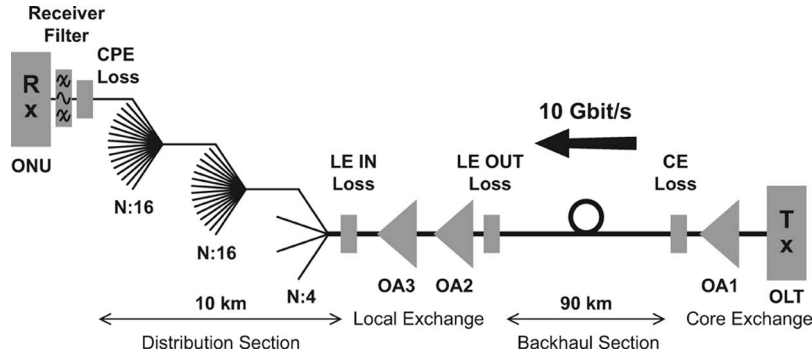 Receiver
Filter
CPE
Loss
R
x
ONU
N:16
N:16
N:4
10 Gbit/s
LE IN
Loss
LE OUT
Loss
CE
Loss
T
x
OA3
OA2
OA1
OLT
10 km
90 km
Distribution Section
Local Exchange
Backhaul Section
Core Exchange